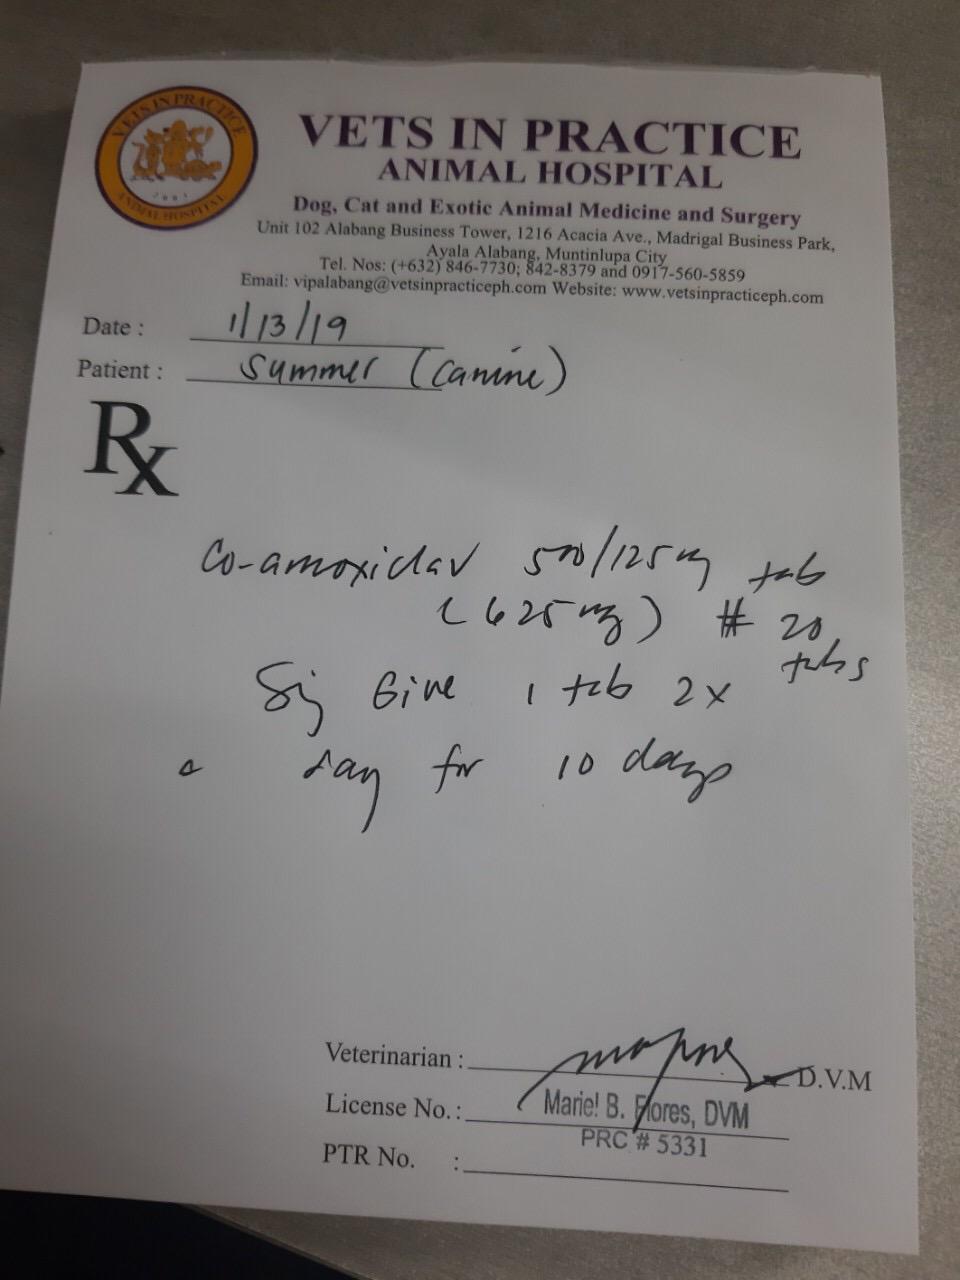 VETS IN PRACTICE
ANIMAL HOSPITAL
2003
VETS IN PRACTICE
ANIMAL HOSPITAL
Dog, Cat and Exotic Animal Medicine and Surgery
Unit 102 Alabang Business Tower, 1216 Acacia Ave., Madrigal Business Park,
Ayala Alabang, Muntinlupa City
Tel. Nos: (+632) 846-7730; 842-8379 and 0917-560-5859
Email: vipalabang@vetsinpracticeph.com Website: www.vetsinpracticeph.com
Date : 1/13/19
Patient : Summer (canine)
Rx
Co-amoxiclav 500/125mg tab
(625mg) # 20
tabs
Sig Give 1 tab 2x
a day for 10 days
Veterinarian : D.V.M
License No. : Mariel B. Flores, DVM
PRC # 5331
PTR No. :